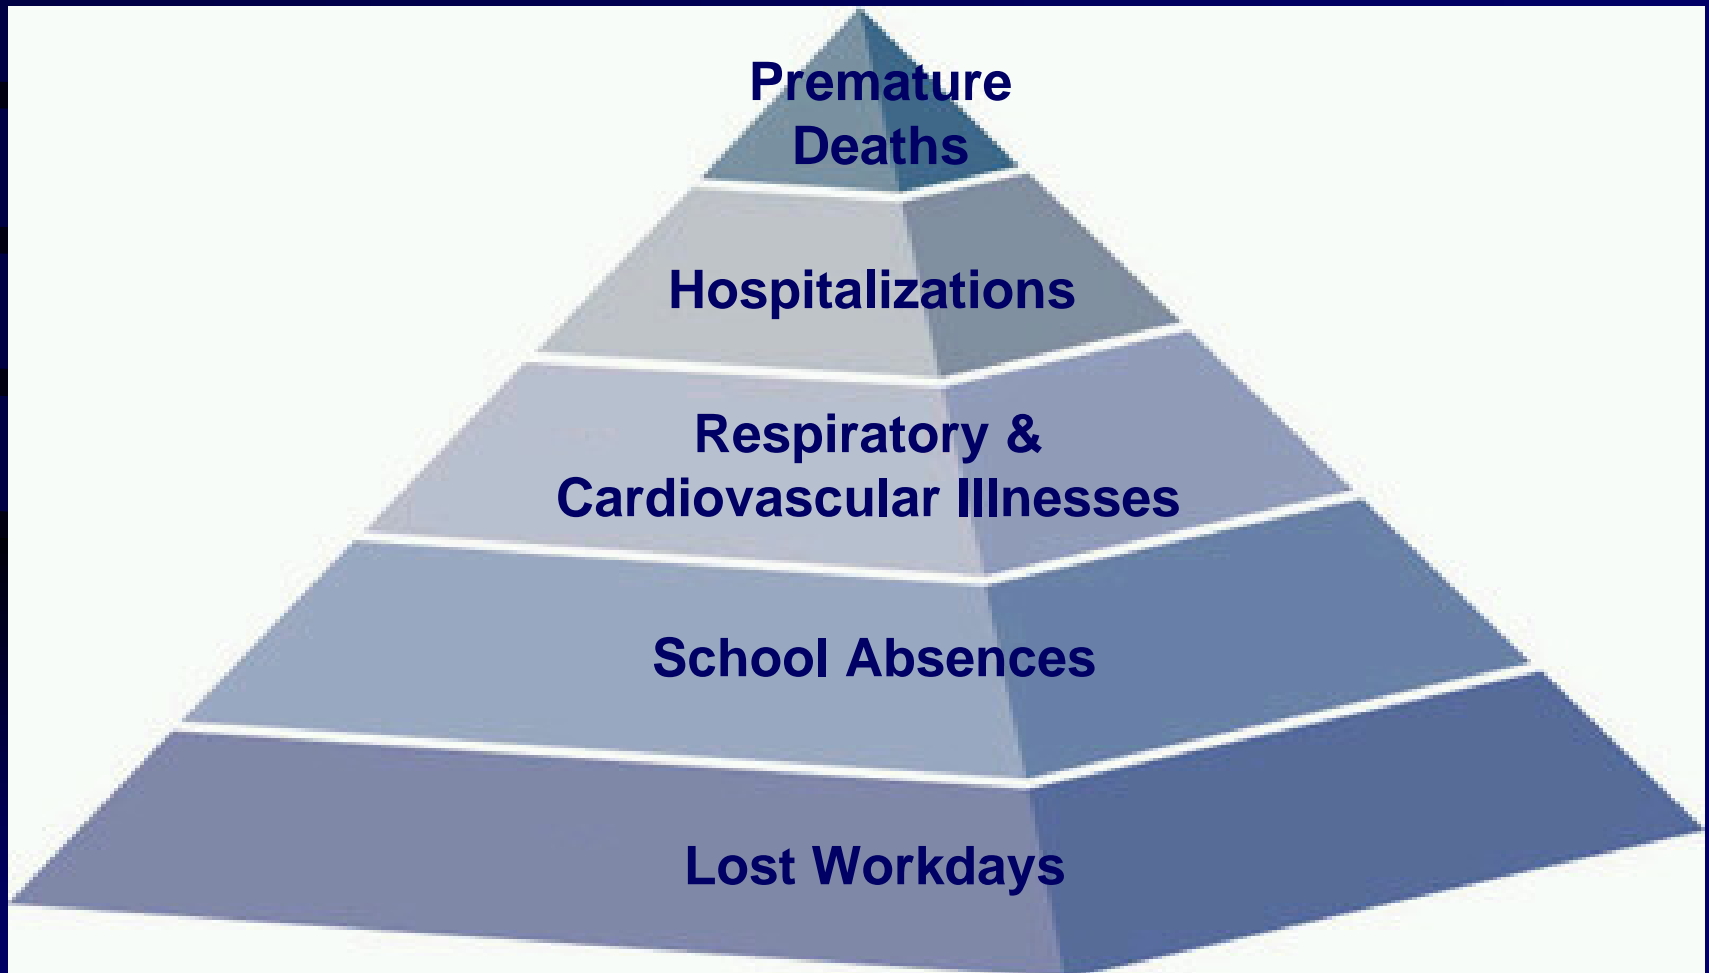 Premature
Deaths
Hospitalizations
Respiratory &
Cardiovascular Illnesses
School Absences
Lost Workdays